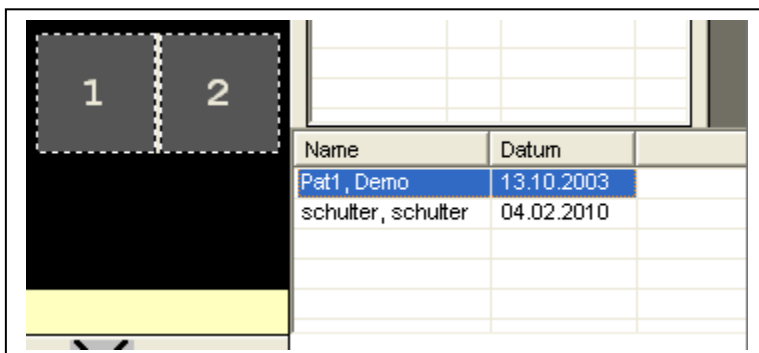 1 2
Name Datum
Pat1, Demo 13.10.2003
schulter, schulter 04.02.2010